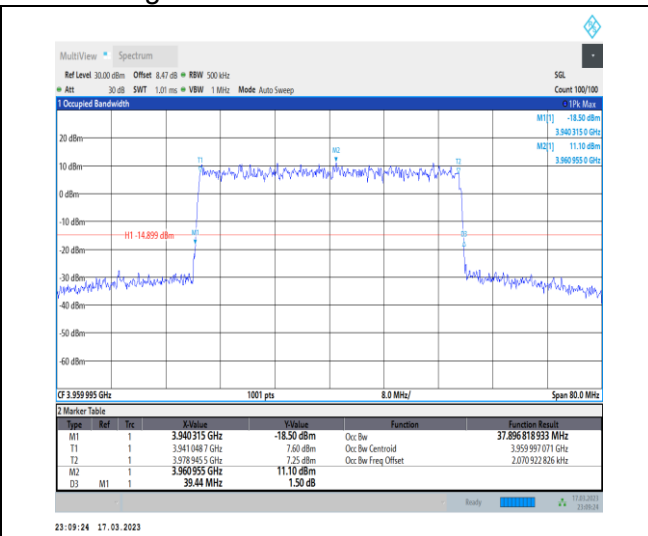 MultiView Spectrum
Ref Level 30.00 dBm Offset 8.47 dB RBW 500 kHz SGL
Att 30 dB SWT 1.01 ms VBW 1 MHz Mode Auto Sweep Count 100/100
1 Occupied Bandwidth 1Pk Max
M1[1] -18.50 dBm
3.940 315 0 GHz
M2[1] 11.10 dBm
3.960 955 0 GHz
20 dBm
M2
T1 T2
10 dBm
0 dBm
-10 dBm
H1 -14.899 dBm M1 D3
-20 dBm
-30 dBm
-40 dBm
-50 dBm
-60 dBm
CF 3.959 995 GHz 1001 pts 8.0 MHz/ Span 80.0 MHz
2 Marker Table
Type Ref Trc X-Value Y-Value Function Function Result
M1 1 3.940 315 GHz -18.50 dBm Occ Bw 37.896 818 933 MHz
T1 1 3.941 048 7 GHz 7.60 dBm Occ Bw Centroid 3.959 997 071 GHz
T2 1 3.978 945 5 GHz 7.25 dBm Occ Bw Freq Offset 2.070 922 826 kHz
M2 1 3.960 955 GHz 11.10 dBm
D3 M1 1 39.44 MHz 1.50 dB
Ready 17.03.2023
23:09:24
23:09:24 17.03.2023